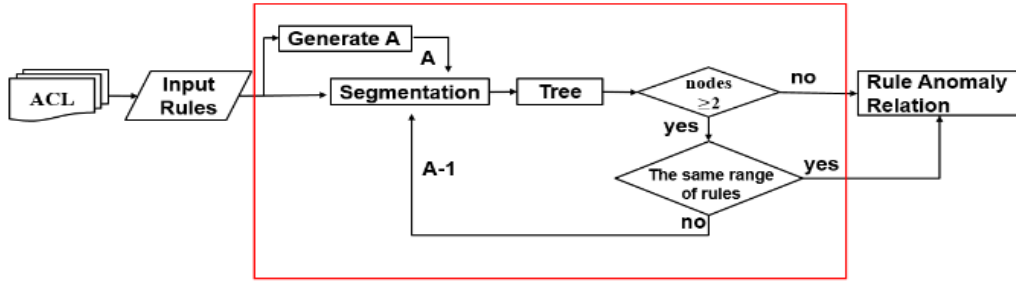 ACL
Input
Rules
Generate A
A
Segmentation
Tree
nodes
≥2
no
Rule Anomaly
Relation
yes
The same range
of rules
yes
A-1
no